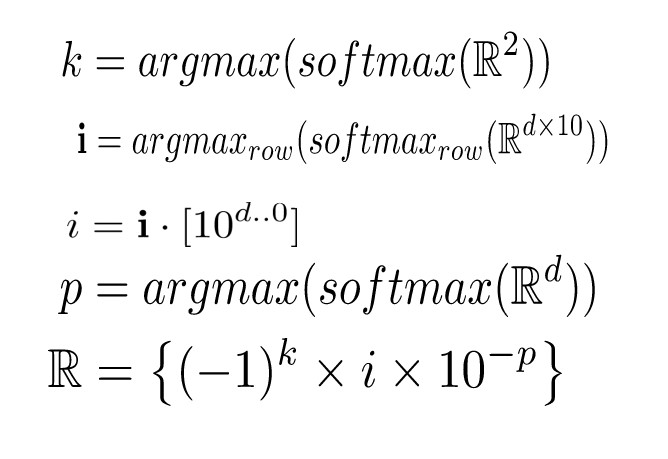 k = argmax(softmax(ℝ²))
𝐢 = argmax_row(softmax_row(ℝ^{d×10}))
i = 𝐢 · [10^{d..0}]
p = argmax(softmax(ℝ^d))
ℝ = {(−1)^k × i × 10^{−p}}